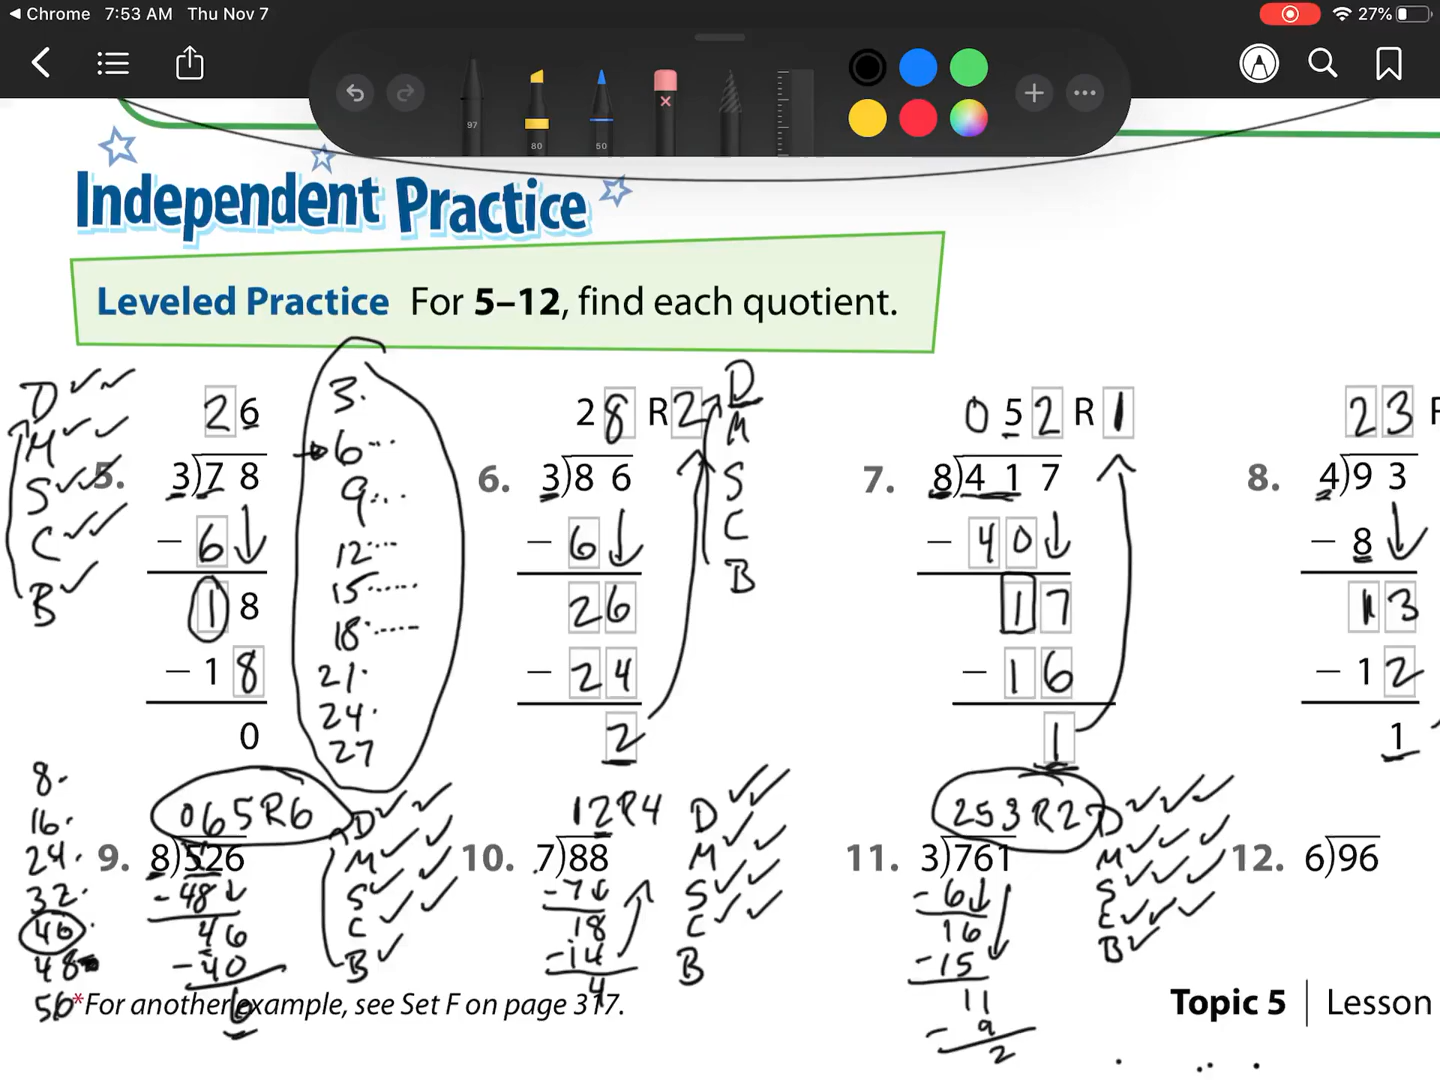 Chrome 7:53 AM Thu Nov 7 27%
97 80 50
Independent Practice
Leveled Practice For 5–12, find each quotient.
D
M
S
C
B
5.
26
3)78
- 6
18
- 18
0
3
6
9
12
15
18
21
24
27
6.
28 R2
3)86
- 6
26
- 24
2
D
M
S
C
B
7.
052 R 1
8)417
- 40
17
- 16
1
8.
23 R
4)93
- 8
13
- 12
1
8
16
24
32
40
48
56
9.
065R6
8)526
-48
46
-40
6
D
M
S
C
B
10.
12R4
7)88
-7
18
-14
4
D
M
S
C
B
11.
253R2
3)761
-6
16
-15
11
-9
2
D
M
S
C
B
12. 6)96
*For another example, see Set F on page 317.
Topic 5 | Lesson